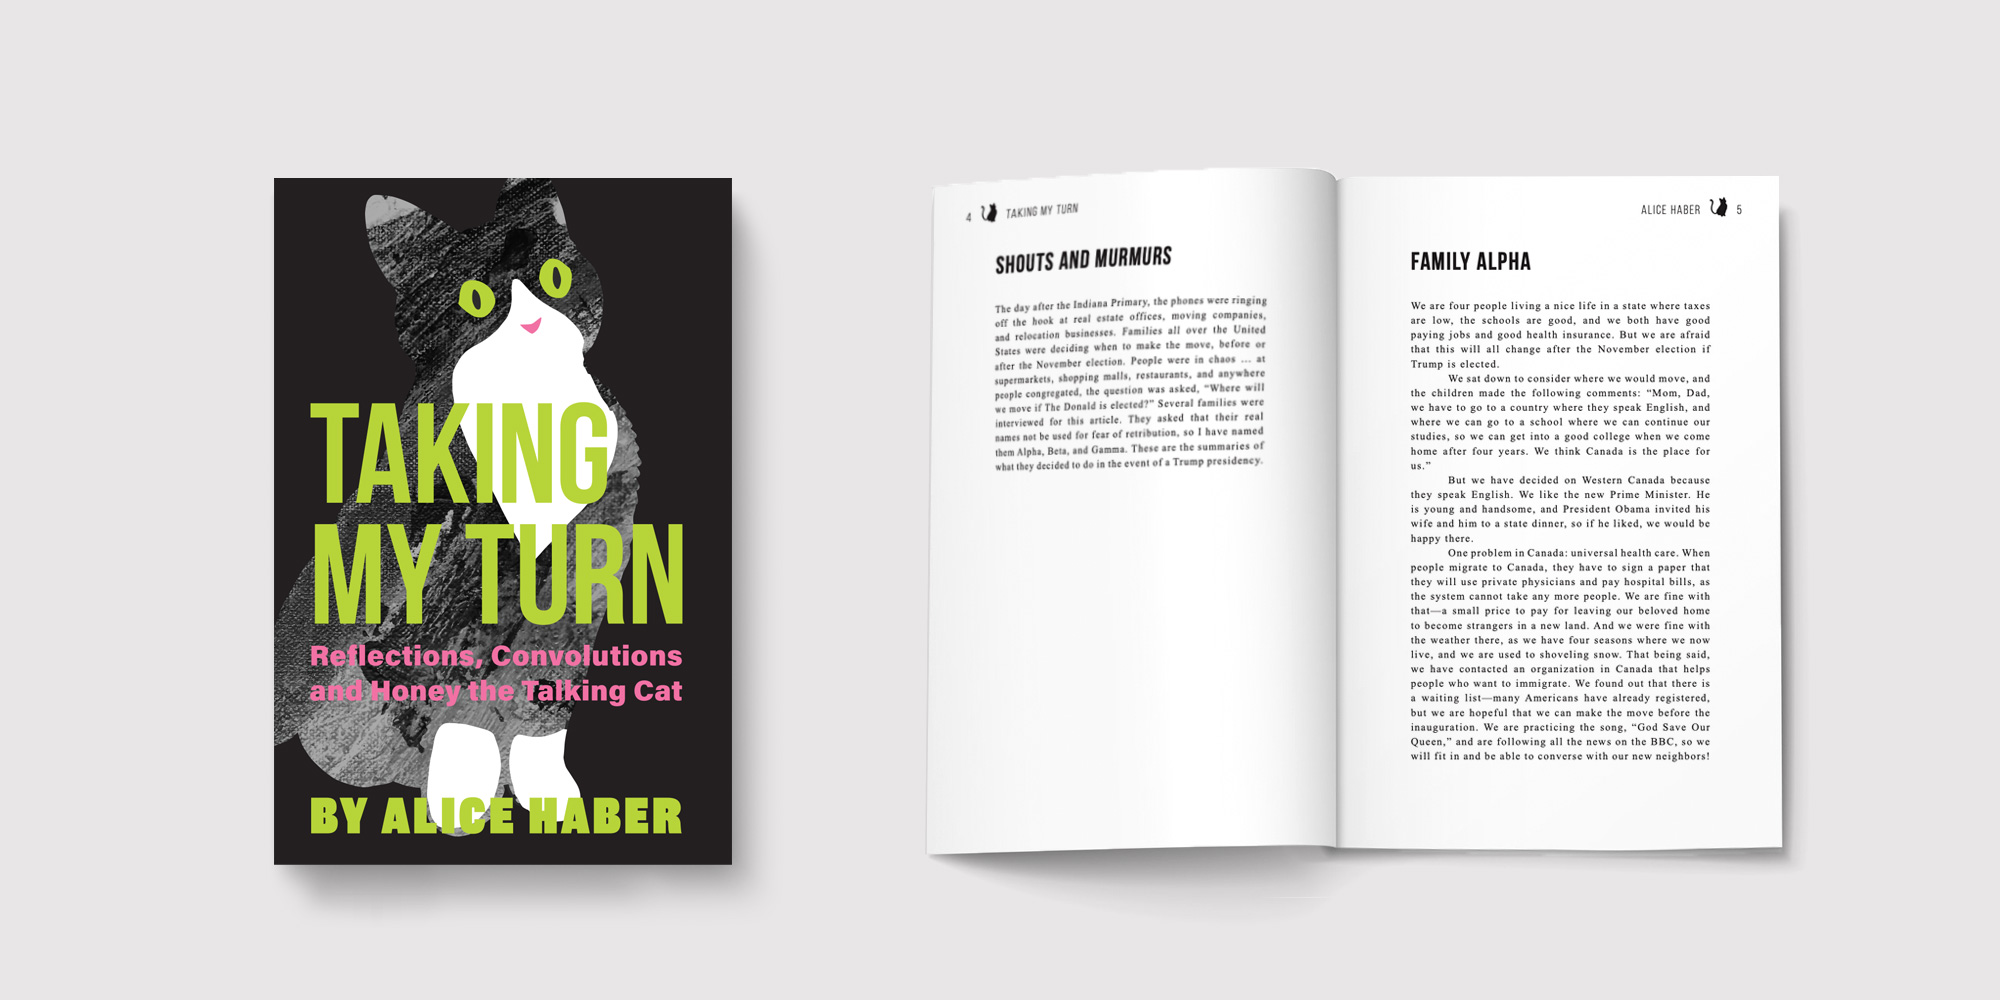 TAKING
MY TURN
Reflections, Convolutions
and Honey the Talking Cat
BY ALICE HABER
4 TAKING MY TURN
SHOUTS AND MURMURS
The day after the Indiana Primary, the phones were ringing
off the hook at real estate offices, moving companies,
and relocation businesses. Families all over the United
States were deciding when to make the move, before or
after the November election. People were in chaos ... at
supermarkets, shopping malls, restaurants, and anywhere
people congregated, the question was asked, “Where will
we move if The Donald is elected?” Several families were
interviewed for this article. They asked that their real
names not be used for fear of retribution, so I have named
them Alpha, Beta, and Gamma. These are the summaries of
what they decided to do in the event of a Trump presidency.
ALICE HABER 5
FAMILY ALPHA
We are four people living a nice life in a state where taxes
are low, the schools are good, and we both have good
paying jobs and good health insurance. But we are afraid
that this will all change after the November election if
Trump is elected.
We sat down to consider where we would move, and
the children made the following comments: “Mom, Dad,
we have to go to a country where they speak English, and
where we can go to a school where we can continue our
studies, so we can get into a good college when we come
home after four years. We think Canada is the place for
us.”
But we have decided on Western Canada because
they speak English. We like the new Prime Minister. He
is young and handsome, and President Obama invited his
wife and him to a state dinner, so if he liked, we would be
happy there.
One problem in Canada: universal health care. When
people migrate to Canada, they have to sign a paper that
they will use private physicians and pay hospital bills, as
the system cannot take any more people. We are fine with
that—a small price to pay for leaving our beloved home
to become strangers in a new land. And we were fine with
the weather there, as we have four seasons where we now
live, and we are used to shoveling snow. That being said,
we have contacted an organization in Canada that helps
people who want to immigrate. We found out that there is
a waiting list—many Americans have already registered,
but we are hopeful that we can make the move before the
inauguration. We are practicing the song, “God Save Our
Queen,” and are following all the news on the BBC, so we
will fit in and be able to converse with our new neighbors!